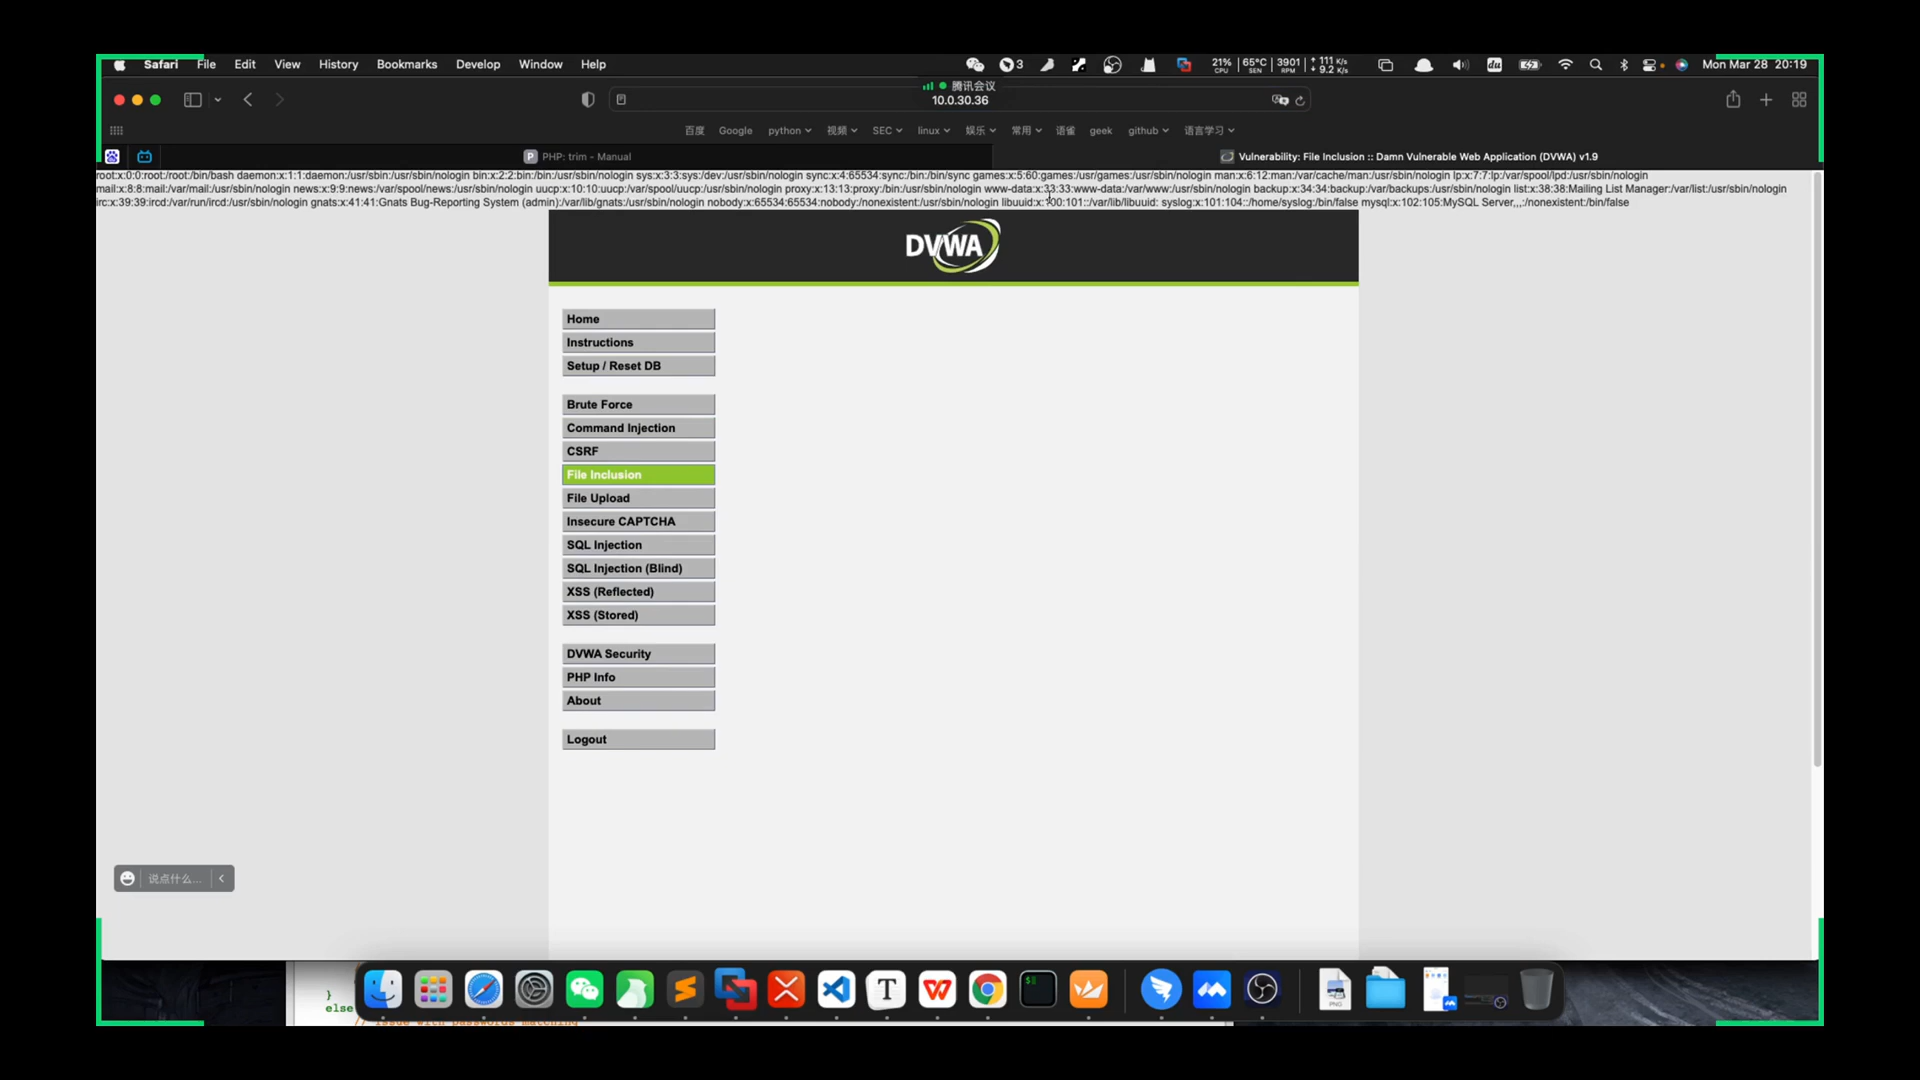 Safari File Edit View History Bookmarks Develop Window Help
3
21% CPU 65°C SEN 3901 RPM ↑ 111 K/s ↓ 9.2 K/s
du
Mon Mar 28 20:19
腾讯会议
10.0.30.36
百度 Google python 视频 SEC linux 娱乐 常用 语雀 geek github 语言学习
P PHP: trim - Manual
Vulnerability: File Inclusion :: Damn Vulnerable Web Application (DVWA) v1.9
root:x:0:0:root:/root:/bin/bash daemon:x:1:1:daemon:/usr/sbin:/usr/sbin/nologin bin:x:2:2:bin:/bin:/usr/sbin/nologin sys:x:3:3:sys:/dev:/usr/sbin/nologin sync:x:4:65534:sync:/bin:/bin/sync games:x:5:60:games:/usr/games:/usr/sbin/nologin man:x:6:12:man:/var/cache/man:/usr/sbin/nologin lp:x:7:7:lp:/var/spool/lpd:/usr/sbin/nologin
mail:x:8:8:mail:/var/mail:/usr/sbin/nologin news:x:9:9:news:/var/spool/news:/usr/sbin/nologin uucp:x:10:10:uucp:/var/spool/uucp:/usr/sbin/nologin proxy:x:13:13:proxy:/bin:/usr/sbin/nologin www-data:x:33:33:www-data:/var/www:/usr/sbin/nologin backup:x:34:34:backup:/var/backups:/usr/sbin/nologin list:x:38:38:Mailing List Manager:/var/list:/usr/sbin/nologin
irc:x:39:39:ircd:/var/run/ircd:/usr/sbin/nologin gnats:x:41:41:Gnats Bug-Reporting System (admin):/var/lib/gnats:/usr/sbin/nologin nobody:x:65534:65534:nobody:/nonexistent:/usr/sbin/nologin libuuid:x:100:101::/var/lib/libuuid: syslog:x:101:104::/home/syslog:/bin/false mysql:x:102:105:MySQL Server,,,:/nonexistent:/bin/false
DVWA
Home
Instructions
Setup / Reset DB
Brute Force
Command Injection
CSRF
File Inclusion
File Upload
Insecure CAPTCHA
SQL Injection
SQL Injection (Blind)
XSS (Reflected)
XSS (Stored)
DVWA Security
PHP Info
About
Logout
说点什么...
}
else
// Issue with passwords matching